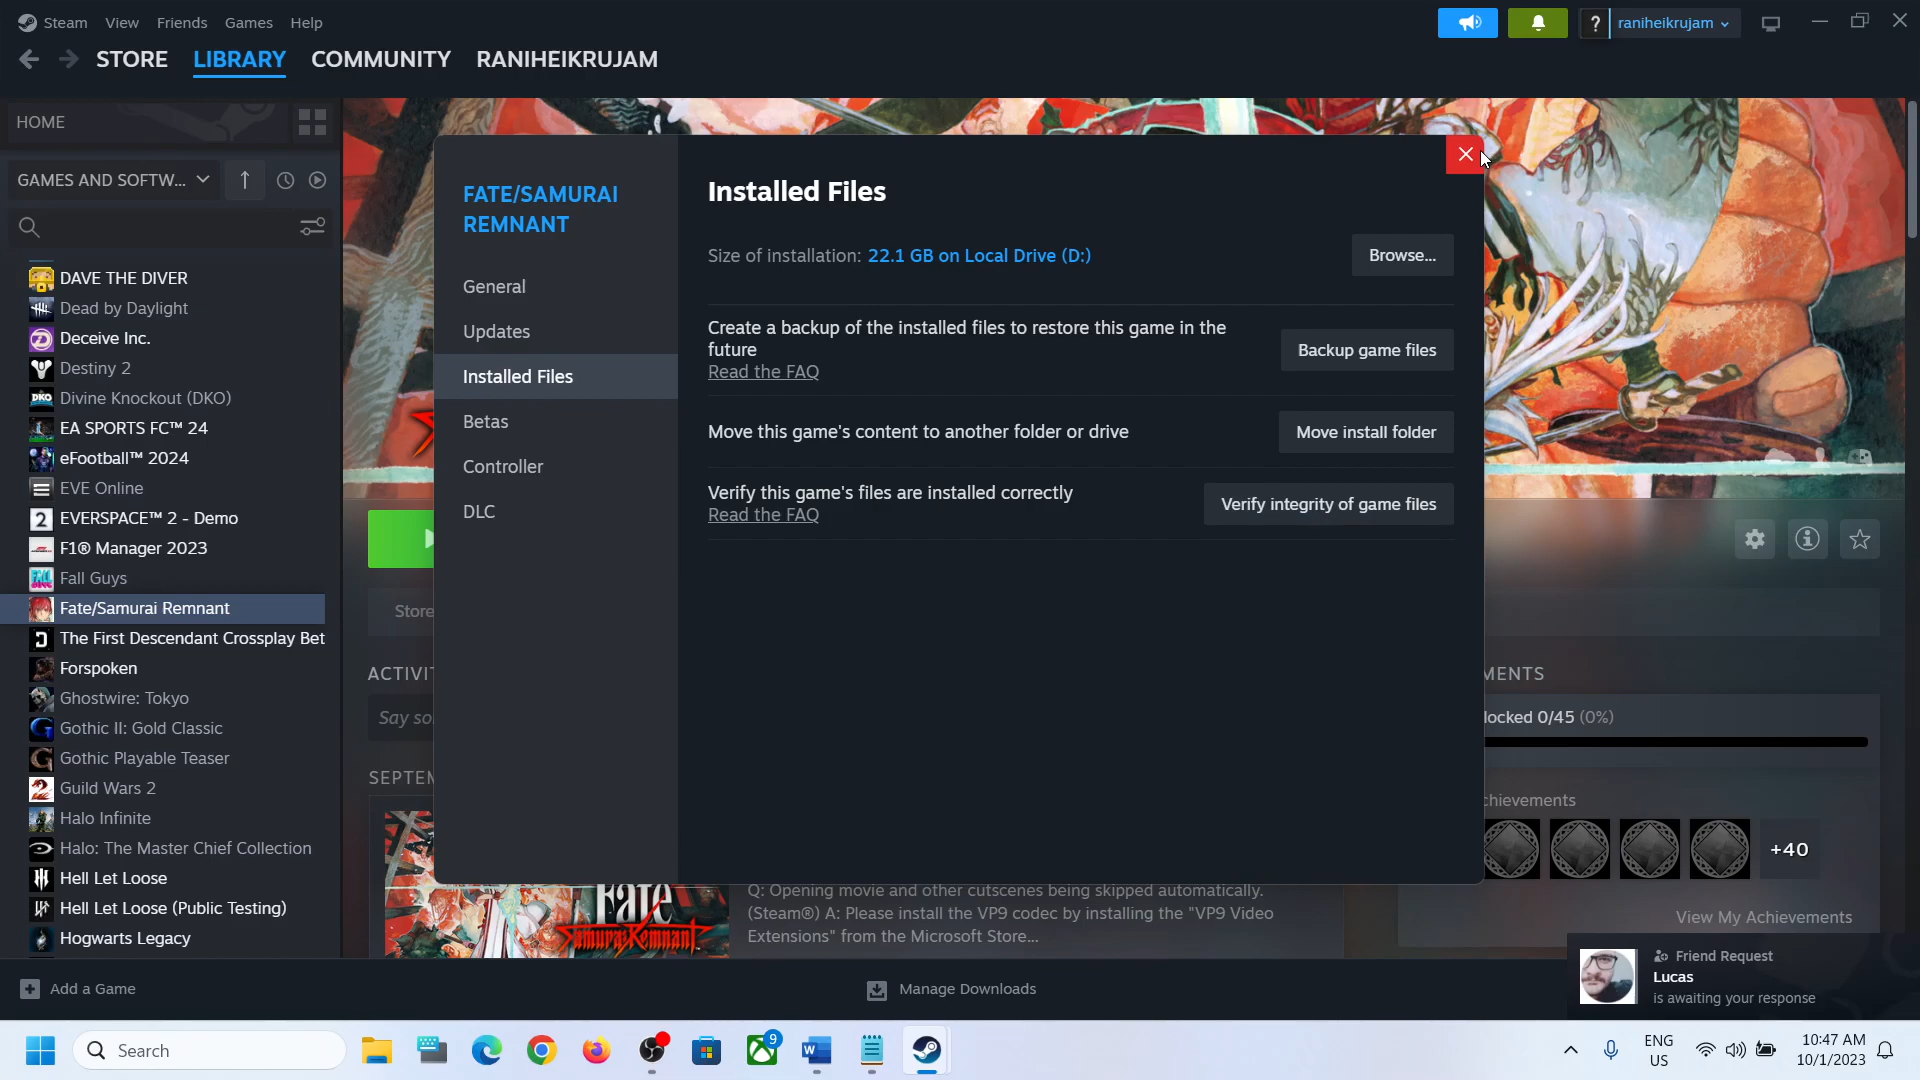 Steam View Friends Games Help
raniheikrujam
STORE LIBRARY COMMUNITY RANIHEIKRUJAM
HOME
GAMES AND SOFTW...
DAVE THE DIVER
Dead by Daylight
Deceive Inc.
Destiny 2
Divine Knockout (DKO)
EA SPORTS FC™ 24
eFootball™ 2024
EVE Online
EVERSPACE™ 2 - Demo
F1® Manager 2023
Fall Guys
Fate/Samurai Remnant
The First Descendant Crossplay Bet
Forspoken
Ghostwire: Tokyo
Gothic II: Gold Classic
Gothic Playable Teaser
Guild Wars 2
Halo Infinite
Halo: The Master Chief Collection
Hell Let Loose
Hell Let Loose (Public Testing)
Hogwarts Legacy
FATE/SAMURAI
REMNANT
General
Updates
Installed Files
Betas
Controller
DLC
Installed Files
Size of installation: 22.1 GB on Local Drive (D:)
Browse...
Create a backup of the installed files to restore this game in the
future
Read the FAQ
Backup game files
Move this game's content to another folder or drive
Move install folder
Verify this game's files are installed correctly
Read the FAQ
Verify integrity of game files
Store
ACTIVIT
Say so
SEPTEM
Fate
Samurai Remnant
Q: Opening movie and other cutscenes being skipped automatically.
(Steam®) A: Please install the VP9 codec by installing the "VP9 Video
Extensions" from the Microsoft Store...
MENTS
locked 0/45 (0%)
chievements
+40
View My Achievements
Friend Request
Lucas
is awaiting your response
Add a Game
Manage Downloads
Search
9
ENG
US
10:47 AM
10/1/2023